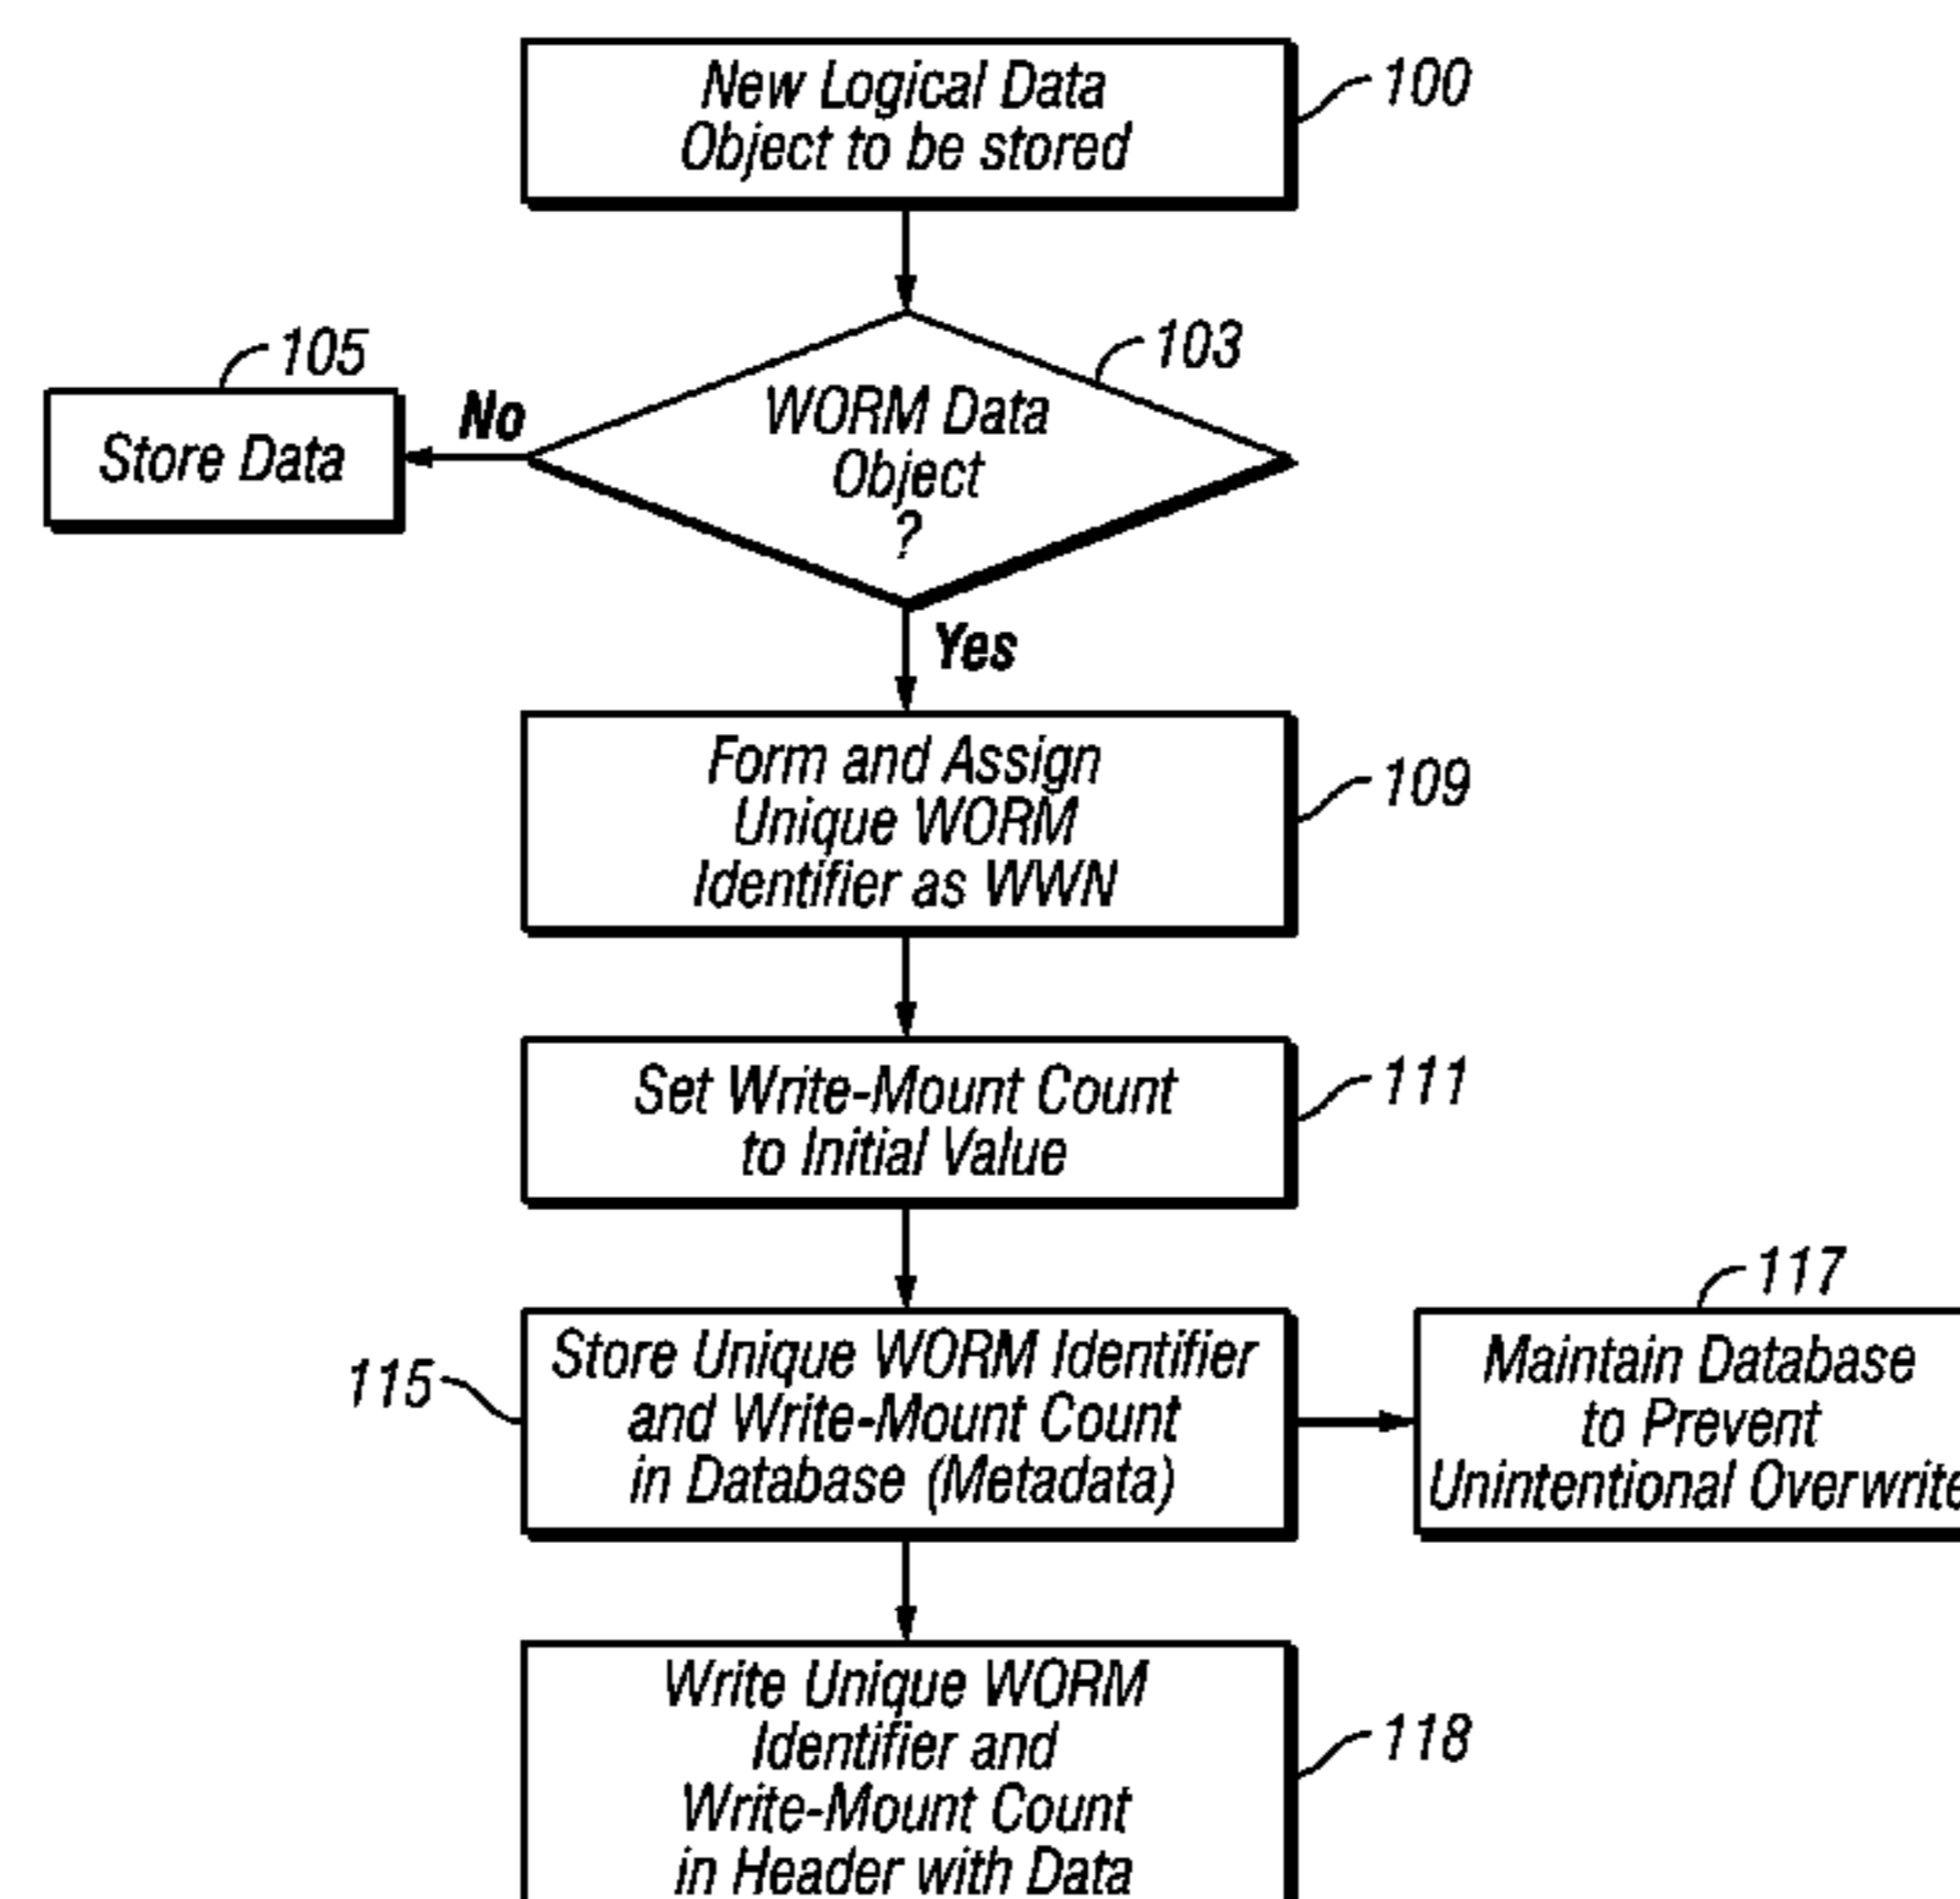 New Logical Data
Object to be stored
100
103
105
WORM Data
Object
?
No
Store Data
Yes
Form and Assign
Unique WORM
Identifier as WWN
109
Set Write-Mount Count
to Initial Value
111
117
115
Store Unique WORM Identifier
and Write-Mount Count
in Database (Metadata)
Maintain Database
to Prevent
Unintentional Overwrite
Write Unique WORM
Identifier and
Write-Mount Count
in Header with Data
118